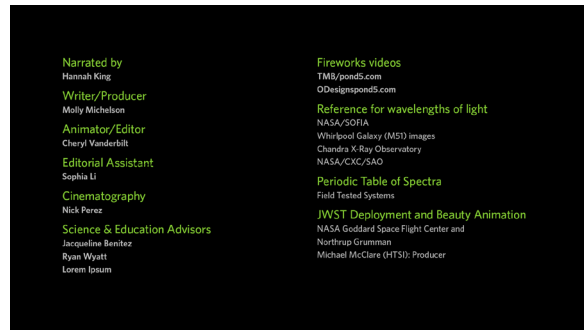 Narrated by
Hannah King
Writer/Producer
Molly Michelson
Animator/Editor
Cheryl Vanderbilt
Editorial Assistant
Sophia Li
Cinematography
Nick Perez
Science & Education Advisors
Jacqueline Benitez
Ryan Wyatt
Lorem Ipsum
Fireworks videos
TMB/pond5.com
ODesignspond5.com
Reference for wavelengths of light
NASA/SOFIA
Whirlpool Galaxy (M51) images
Chandra X-Ray Observatory
NASA/CXC/SAO
Periodic Table of Spectra
Field Tested Systems
JWST Deployment and Beauty Animation
NASA Goddard Space Flight Center and
Northrup Grumman
Michael McClare (HTSI): Producer